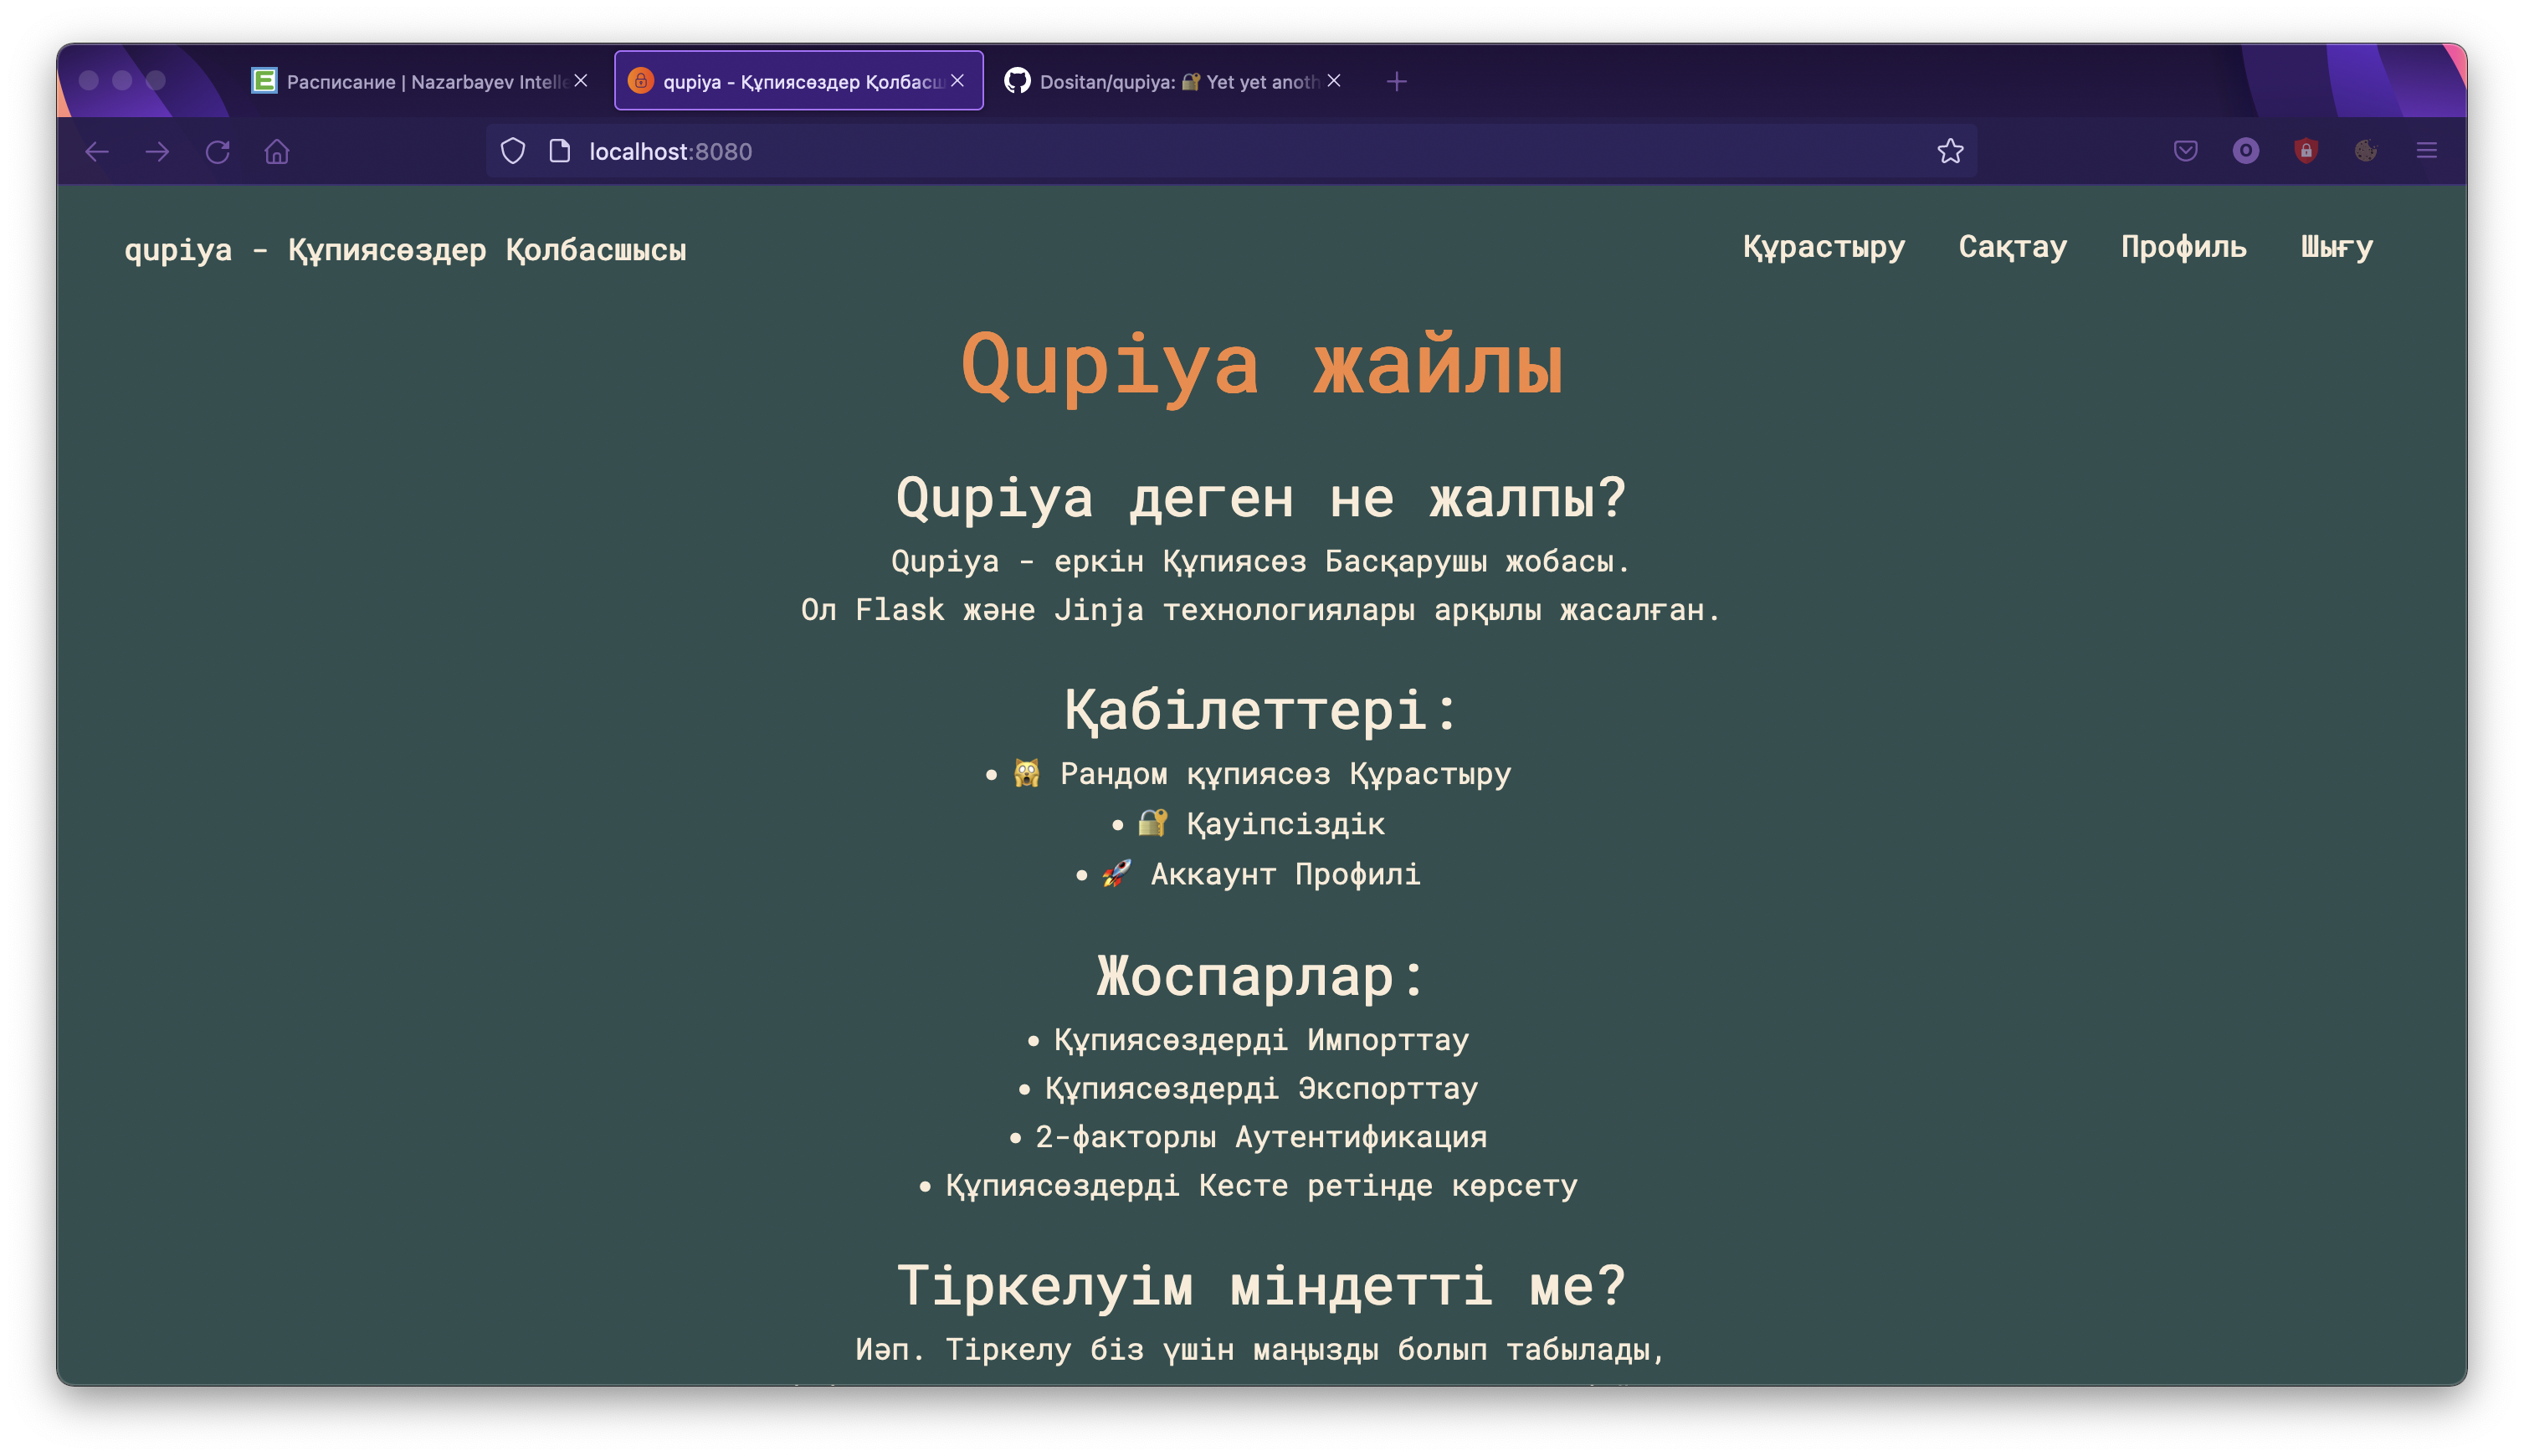 Расписание | Nazarbayev Intelle
qupiya - Құпиясөздер Қолбасш
Dositan/qupiya: 🔐 Yet yet anoth
localhost:8080
qupiya - Құпиясөздер Қолбасшысы
Құрастыру Сақтау Профиль Шығу
Qupiya жайлы
Qupiya деген не жалпы?
Qupiya - еркін Құпиясөз Басқарушы жобасы.
Ол Flask және Jinja технологиялары арқылы жасалған.
Қабілеттері:
• 🙀 Рандом құпиясөз Құрастыру
• 🔐 Қауіпсіздік
• 🚀 Аккаунт Профилі
Жоспарлар:
• Құпиясөздерді Импорттау
• Құпиясөздерді Экспорттау
• 2-факторлы Аутентификация
• Құпиясөздерді Кесте ретінде көрсету
Тіркелуім міндетті ме?
Иәп. Тіркелу біз үшін маңызды болып табылады,